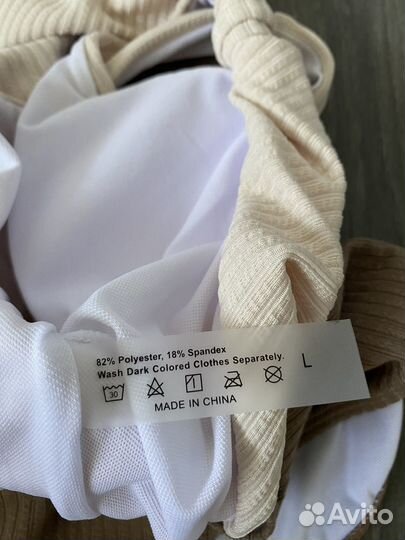 82% Polyester, 18% Spandex
Wash Dark Colored Clothes Separately.
30
L
MADE IN CHINA
Avito